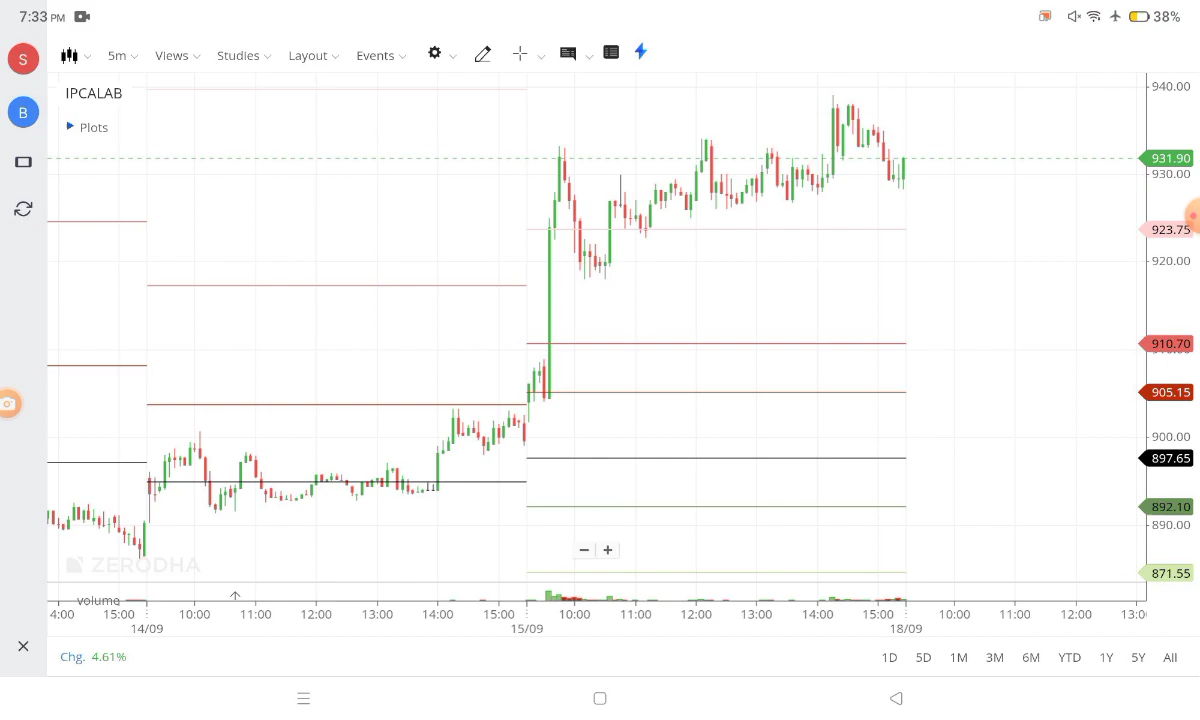 7:33 PM
38%
S
5m Views Studies Layout Events
B
IPCALAB
Plots
940.00
931.90
930.00
923.75
920.00
910.70
905.15
900.00
897.65
892.10
890.00
871.55
ZERODHA
volume
15:00 10:00 11:00 12:00 13:00 14:00 15:00 10:00 11:00 12:00 13:00 14:00 15:00 10:00 11:00 12:00
14/09 15/09 18/09
Chg. 4.61%
1D 5D 1M 3M 6M YTD 1Y 5Y All